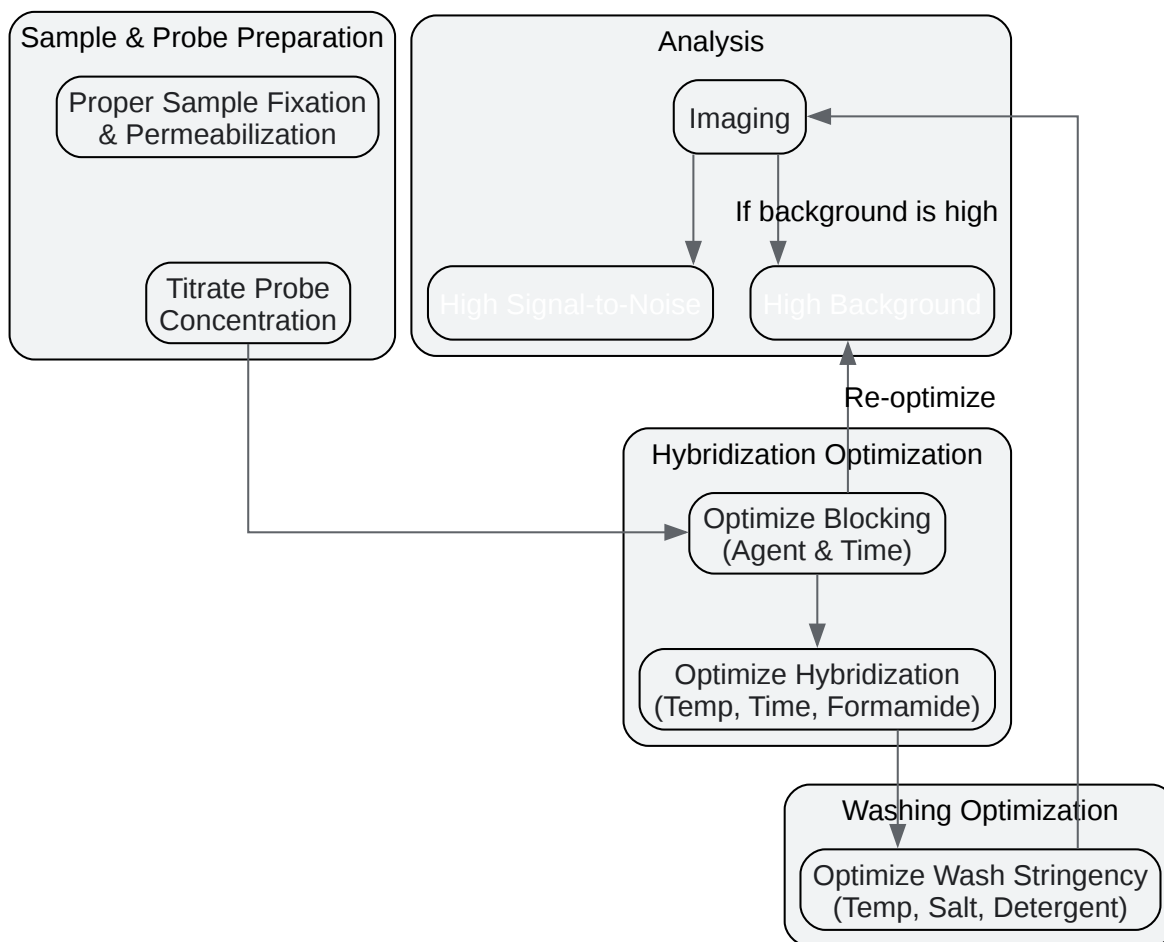 Sample & Probe Preparation
Proper Sample Fixation
& Permeabilization
Titrate Probe
Concentration
Analysis
Imaging
If background is high
High Signal-to-Noise
High Background
Re-optimize
Hybridization Optimization
Optimize Blocking
(Agent & Time)
Optimize Hybridization
(Temp, Time, Formamide)
Washing Optimization
Optimize Wash Stringency
(Temp, Salt, Detergent)